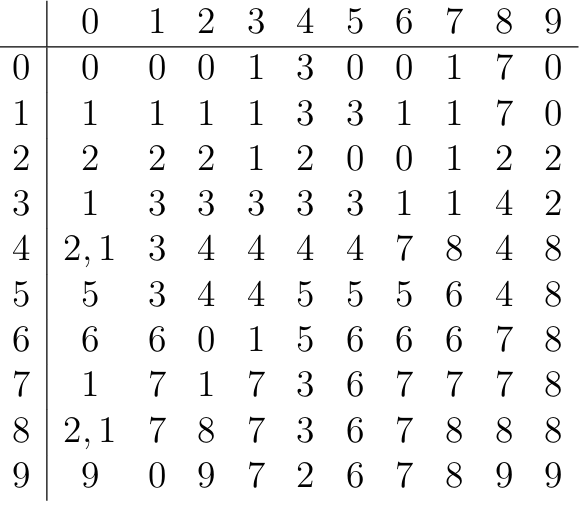 0 1 2 3 4 5 6 7 8 9
0 0 0 0 1 3 0 0 1 7 0
1 1 1 1 1 3 3 1 1 7 0
2 2 2 2 1 2 0 0 1 2 2
3 1 3 3 3 3 3 1 1 4 2
4 2, 1 3 4 4 4 4 7 8 4 8
5 5 3 4 4 5 5 5 6 4 8
6 6 6 0 1 5 6 6 6 7 8
7 1 7 1 7 3 6 7 7 7 8
8 2, 1 7 8 7 3 6 7 8 8 8
9 9 0 9 7 2 6 7 8 9 9